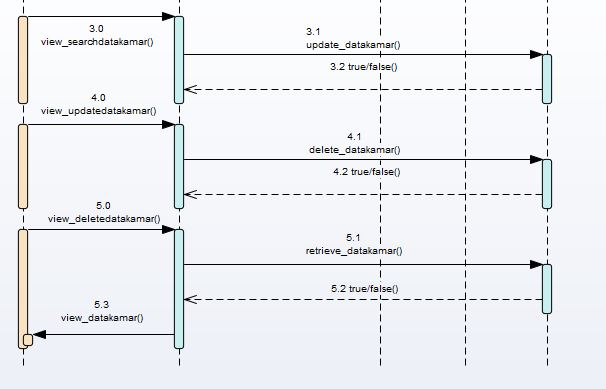 3.0
view_searchdatakamar()
3.1
update_datakamar()
3.2 true/false()
4.0
view_updatedatakamar()
4.1
delete_datakamar()
4.2 true/false()
5.0
view_deletedatakamar()
5.1
retrieve_datakamar()
5.2 true/false()
5.3
view_datakamar()